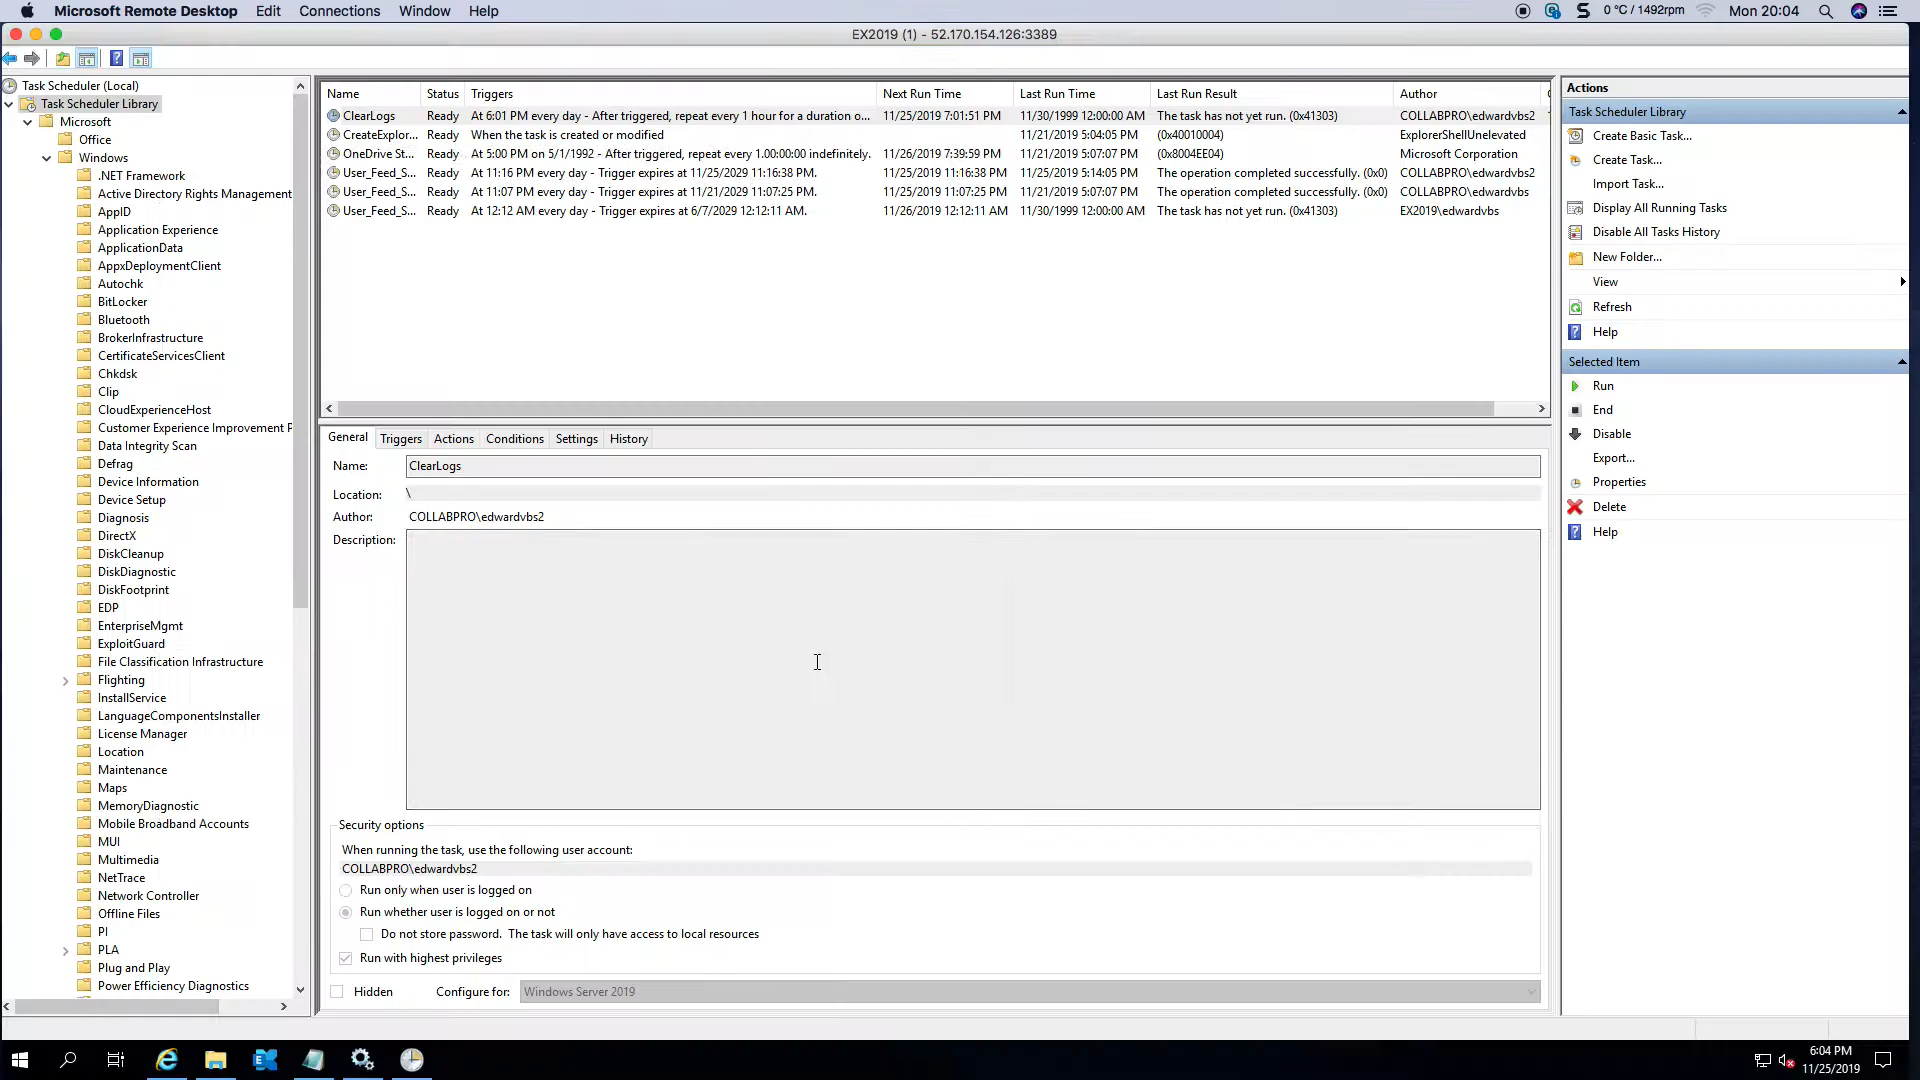 Microsoft Remote Desktop Edit Connections Window Help
0 °C / 1492rpm Mon 20:04
EX2019 (1) - 52.170.154.126:3389
Task Scheduler (Local)
Task Scheduler Library
Microsoft
Office
Windows
.NET Framework
Active Directory Rights Management
AppID
Application Experience
ApplicationData
AppxDeploymentClient
Autochk
BitLocker
Bluetooth
BrokerInfrastructure
CertificateServicesClient
Chkdsk
Clip
CloudExperienceHost
Customer Experience Improvement P
Data Integrity Scan
Defrag
Device Information
Device Setup
Diagnosis
DirectX
DiskCleanup
DiskDiagnostic
DiskFootprint
EDP
EnterpriseMgmt
ExploitGuard
File Classification Infrastructure
Flighting
InstallService
LanguageComponentsInstaller
License Manager
Location
Maintenance
Maps
MemoryDiagnostic
Mobile Broadband Accounts
MUI
Multimedia
NetTrace
Network Controller
Offline Files
PI
PLA
Plug and Play
Power Efficiency Diagnostics
Name Status Triggers Next Run Time Last Run Time Last Run Result Author
ClearLogs Ready At 6:01 PM every day - After triggered, repeat every 1 hour for a duration o... 11/25/2019 7:01:51 PM 11/30/1999 12:00:00 AM The task has not yet run. (0x41303) COLLABPRO\edwardvbs2
CreateExplor... Ready When the task is created or modified 11/21/2019 5:04:05 PM (0x40010004) ExplorerShellUnelevated
OneDrive St... Ready At 5:00 PM on 5/1/1992 - After triggered, repeat every 1.00:00:00 indefinitely. 11/26/2019 7:39:59 PM 11/21/2019 5:07:07 PM (0x8004EE04) Microsoft Corporation
User_Feed_S... Ready At 11:16 PM every day - Trigger expires at 11/25/2029 11:16:38 PM. 11/25/2019 11:16:38 PM 11/25/2019 5:14:05 PM The operation completed successfully. (0x0) COLLABPRO\edwardvbs2
User_Feed_S... Ready At 11:07 PM every day - Trigger expires at 11/21/2029 11:07:25 PM. 11/25/2019 11:07:25 PM 11/21/2019 5:07:07 PM The operation completed successfully. (0x0) COLLABPRO\edwardvbs
User_Feed_S... Ready At 12:12 AM every day - Trigger expires at 6/7/2029 12:12:11 AM. 11/26/2019 12:12:11 AM 11/30/1999 12:00:00 AM The task has not yet run. (0x41303) EX2019\edwardvbs
General Triggers Actions Conditions Settings History
Name: ClearLogs
Location: \
Author: COLLABPRO\edwardvbs2
Description:
Security options
When running the task, use the following user account:
COLLABPRO\edwardvbs2
Run only when user is logged on
Run whether user is logged on or not
Do not store password. The task will only have access to local resources
Run with highest privileges
Hidden Configure for: Windows Server 2019
Actions
Task Scheduler Library
Create Basic Task...
Create Task...
Import Task...
Display All Running Tasks
Disable All Tasks History
New Folder...
View
Refresh
Help
Selected Item
Run
End
Disable
Export...
Properties
Delete
Help
6:04 PM
11/25/2019